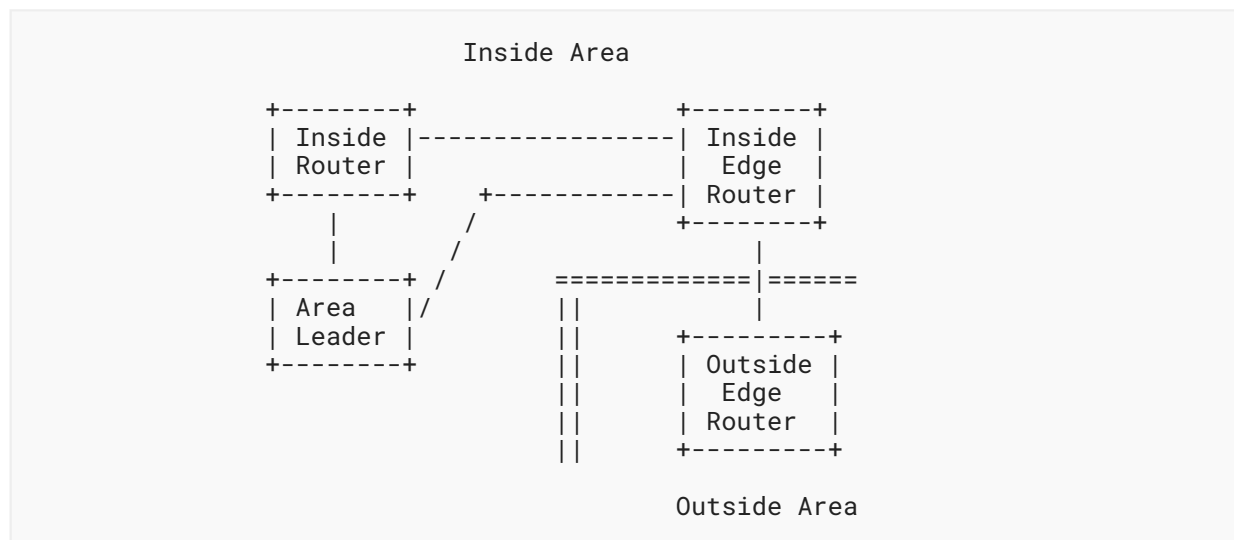 Inside Area

             +--------+                 +--------+
             | Inside |-----------------| Inside |
             | Router |                 |  Edge  |
             +--------+    +------------| Router |
                 |        /             +--------+
                 |       /                   |
             +--------+ /       =============|======
             | Area   |/        ||           |
             | Leader |         ||      +---------+
             +--------+         ||      | Outside |
                                ||      |  Edge   |
                                ||      | Router  |
                                ||      +---------+

                                        Outside Area